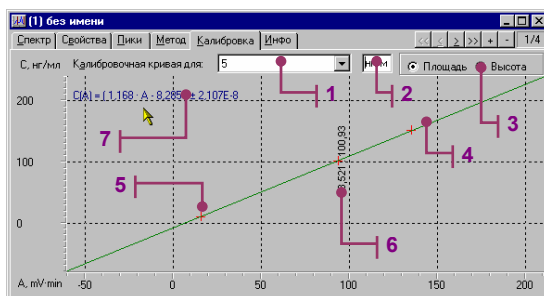 (1) без имени
Спектр Свойства Пики Метод Калибровка Инфо << < > >> + - 1/4
C, нг/мл Калибровочная кривая для: 5 Площадь Высота
C(A) = ( 1,168 · A - 8,285 ± 2,107E-8
200
100
0
100,93
A, mV·min -50 0 50 100 150 200
1
2
3
4
5
6
7